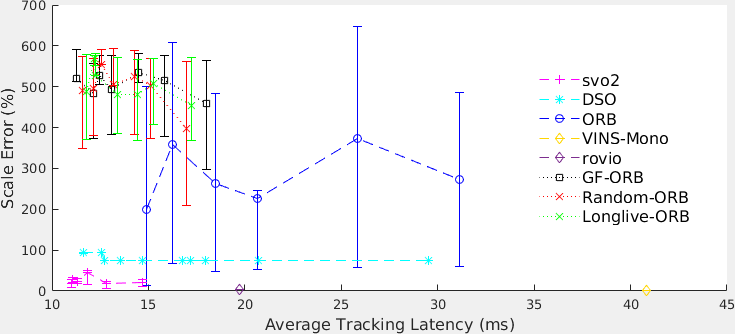 700
600
500
400
300
200
100
0
Scale Error (%)
10 15 20 25 30 35 40 45
Average Tracking Latency (ms)
svo2
DSO
ORB
VINS-Mono
rovio
GF-ORB
Random-ORB
Longlive-ORB